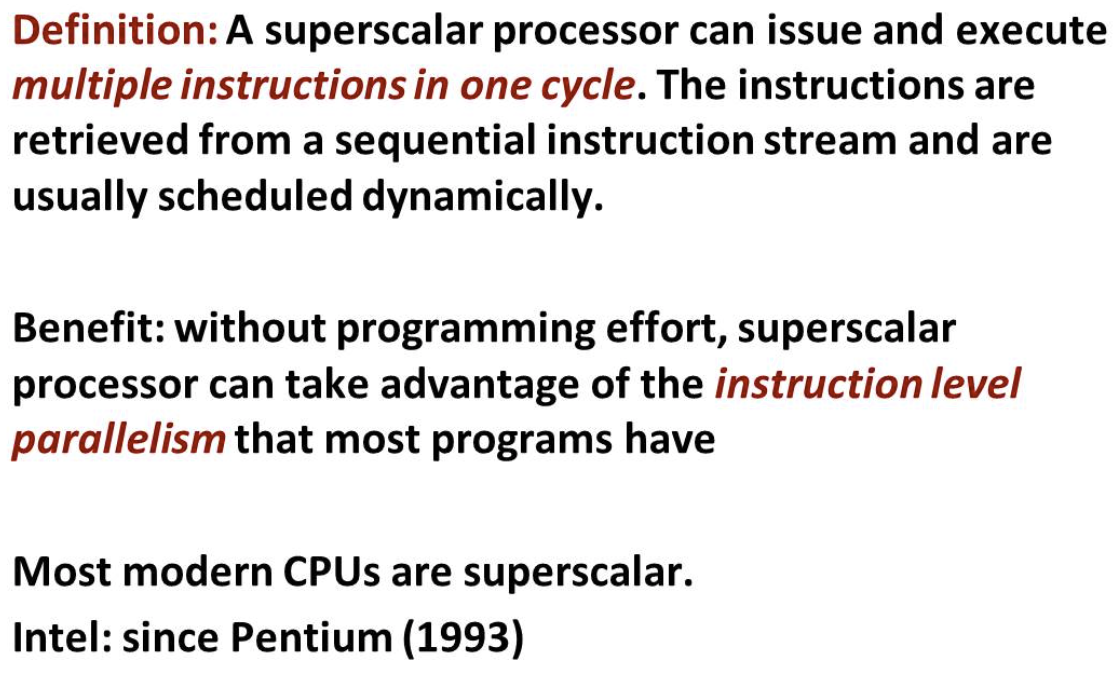 Definition: A superscalar processor can issue and execute
multiple instructions in one cycle. The instructions are
retrieved from a sequential instruction stream and are
usually scheduled dynamically.
Benefit: without programming effort, superscalar
processor can take advantage of the instruction level
parallelism that most programs have
Most modern CPUs are superscalar.
Intel: since Pentium (1993)